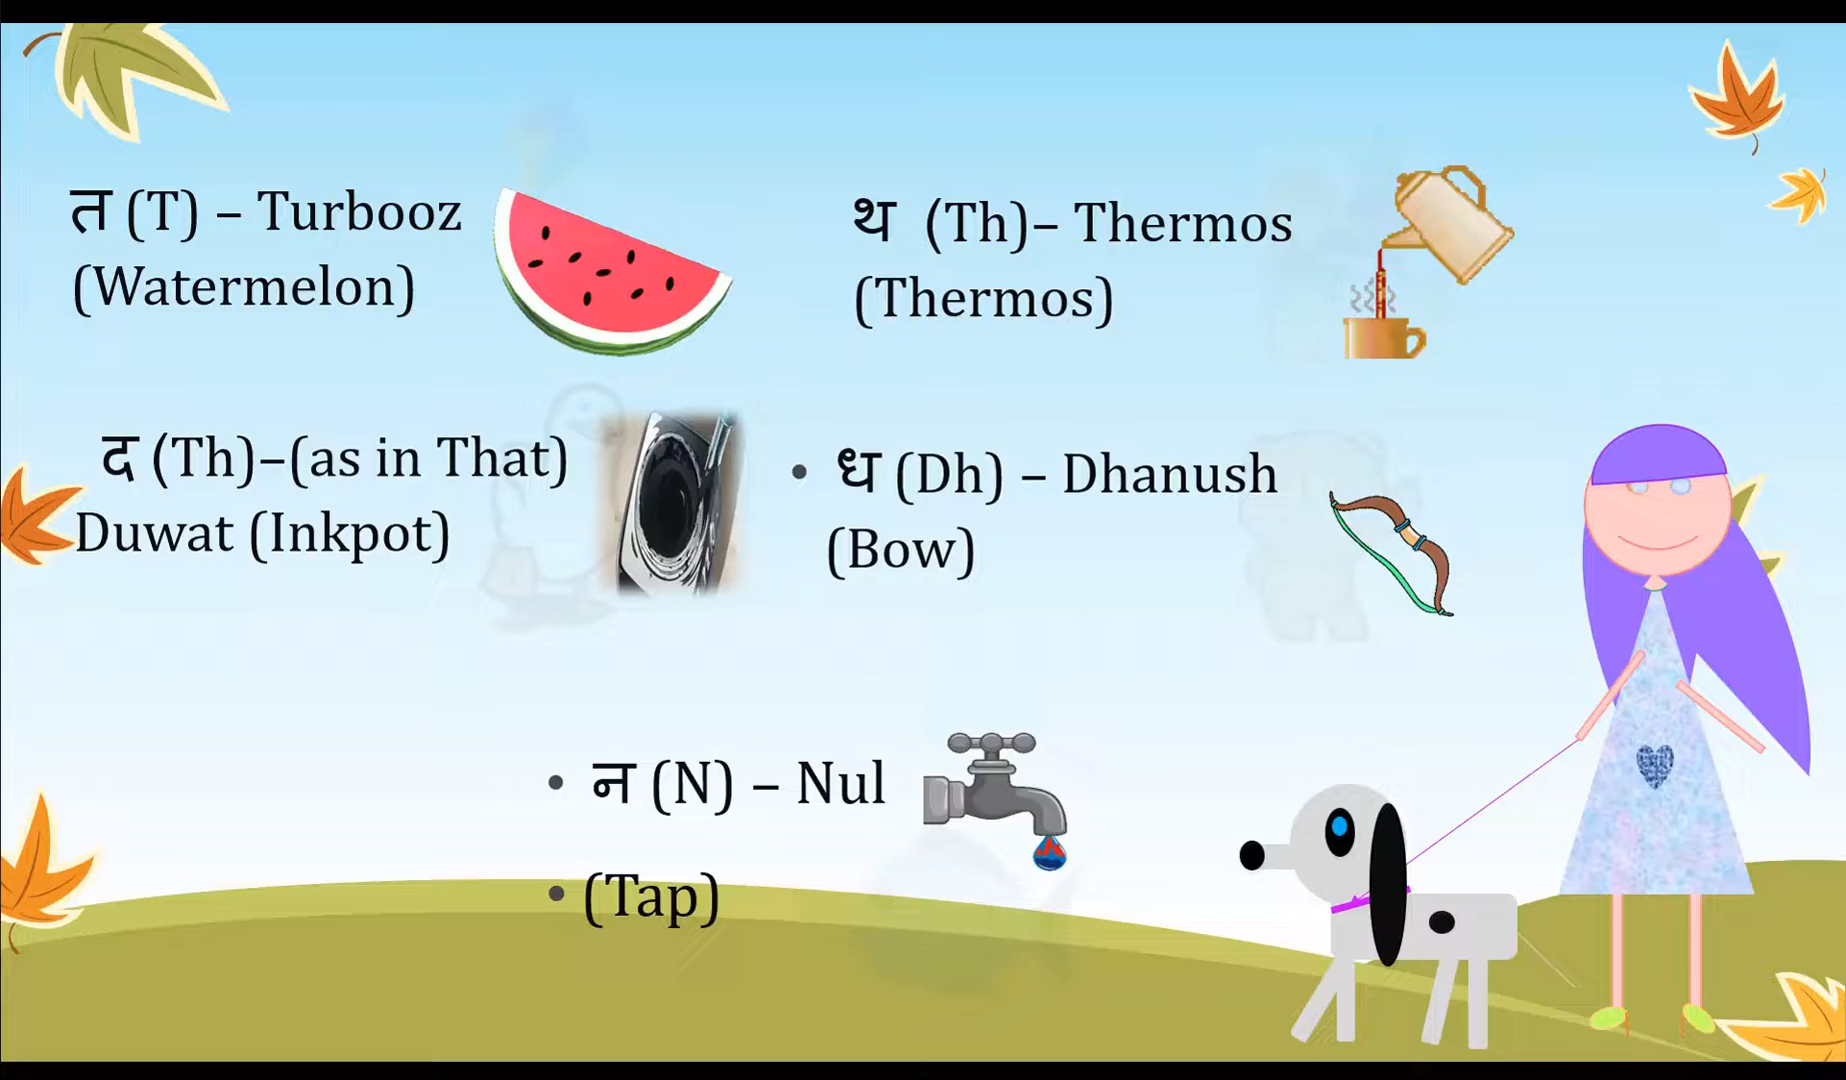 त (T) – Turbooz
(Watermelon)
थ (Th)– Thermos
(Thermos)
द (Th)–(as in That)
Duwat (Inkpot)
• ध (Dh) – Dhanush
(Bow)
• न (N) – Nul
• (Tap)